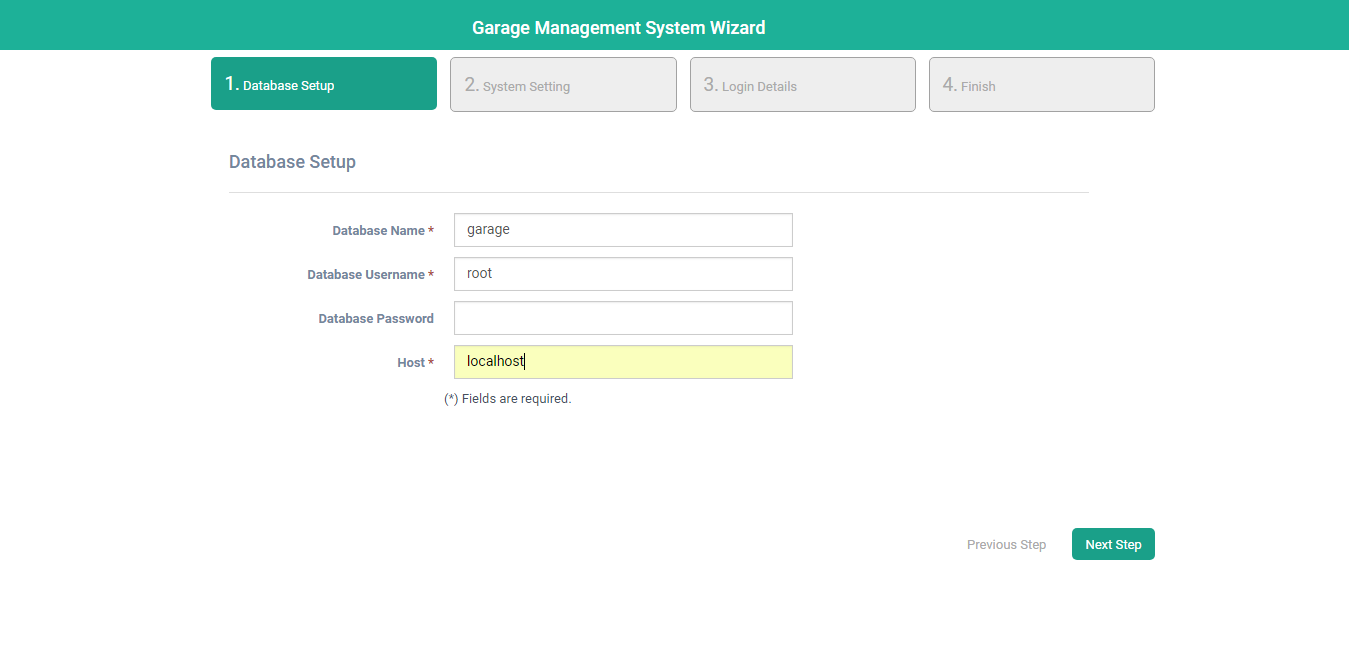 Garage Management System Wizard
1. Database Setup
2. System Setting
3. Login Details
4. Finish
Database Setup
Database Name * garage
Database Username * root
Database Password
Host * localhost
(*) Fields are required.
Previous Step Next Step